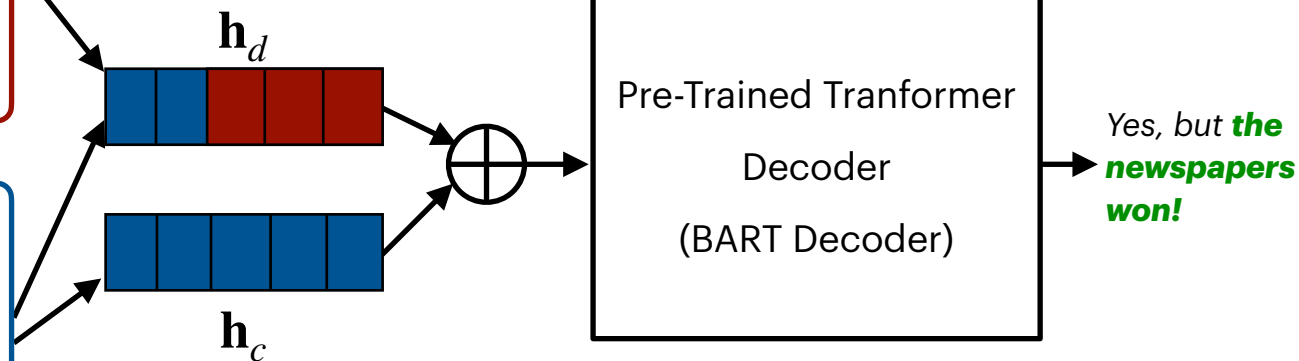 h_d
Pre-Trained Tranformer
Decoder
(BART Decoder)
Yes, but the
newspapers
won!
h_c